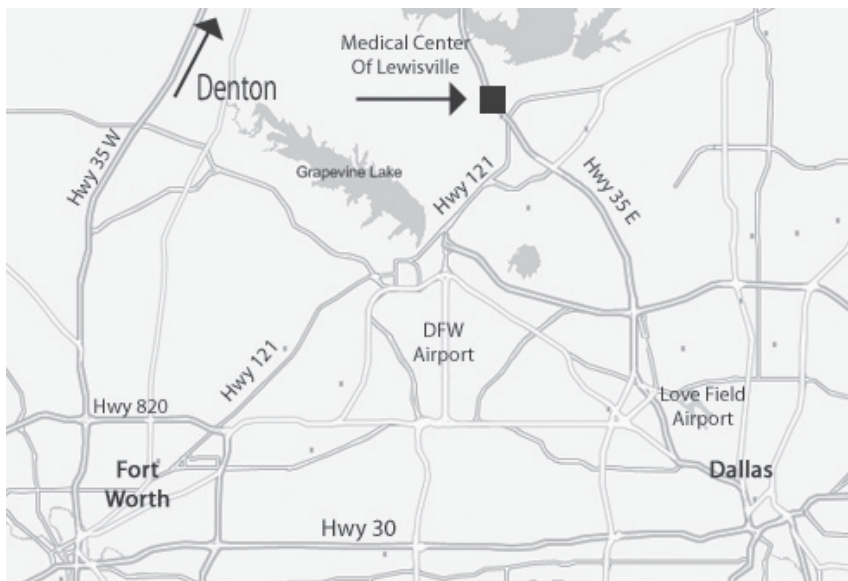 Medical Center
Of Lewisville
Denton
Hwy 35 W
Grapevine Lake
Hwy 121
Hwy 35 E
DFW
Airport
Hwy 121
Love Field
Airport
Hwy 820
Fort
Worth
Dallas
Hwy 30